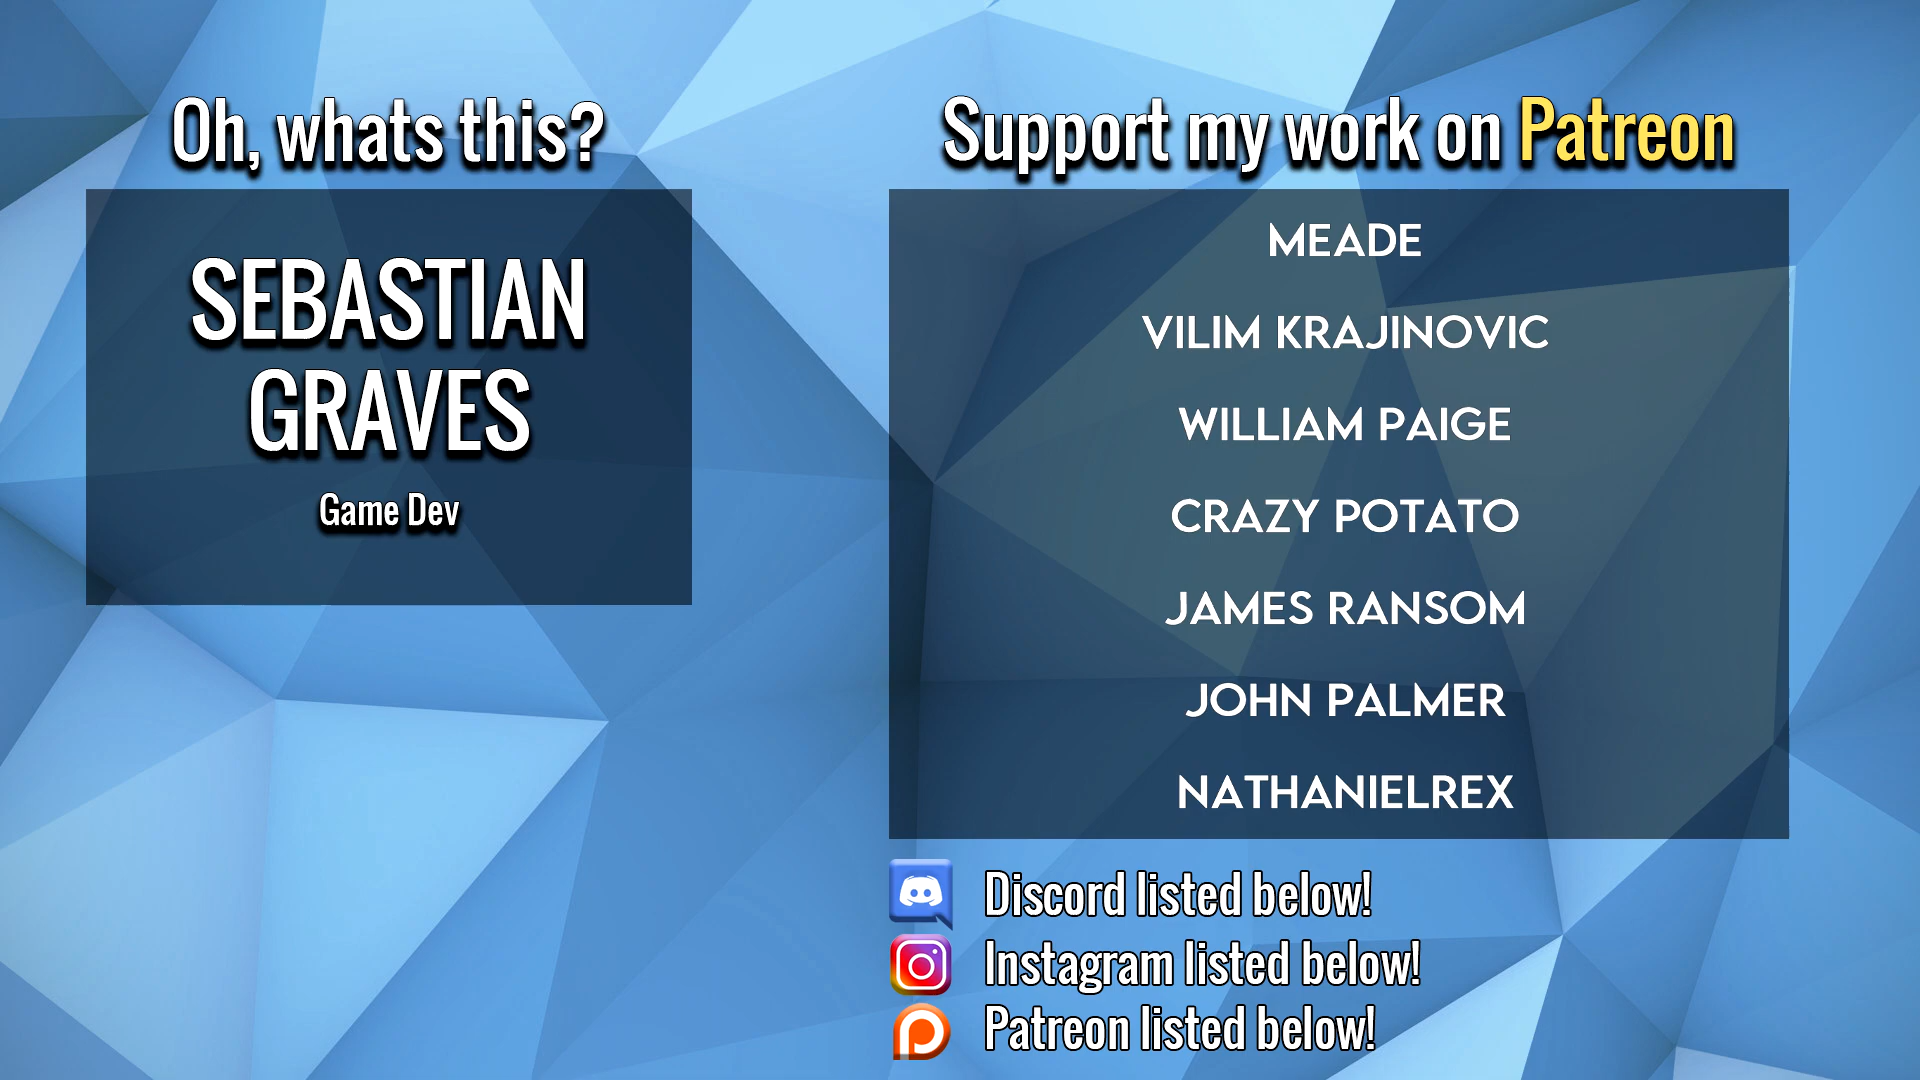 Oh, whats this?
SEBASTIAN
GRAVES
Game Dev
Support my work on Patreon
MEADE
VILIM KRAJINOVIC
WILLIAM PAIGE
CRAZY POTATO
JAMES RANSOM
JOHN PALMER
NATHANIELREX
Discord listed below!
Instagram listed below!
Patreon listed below!